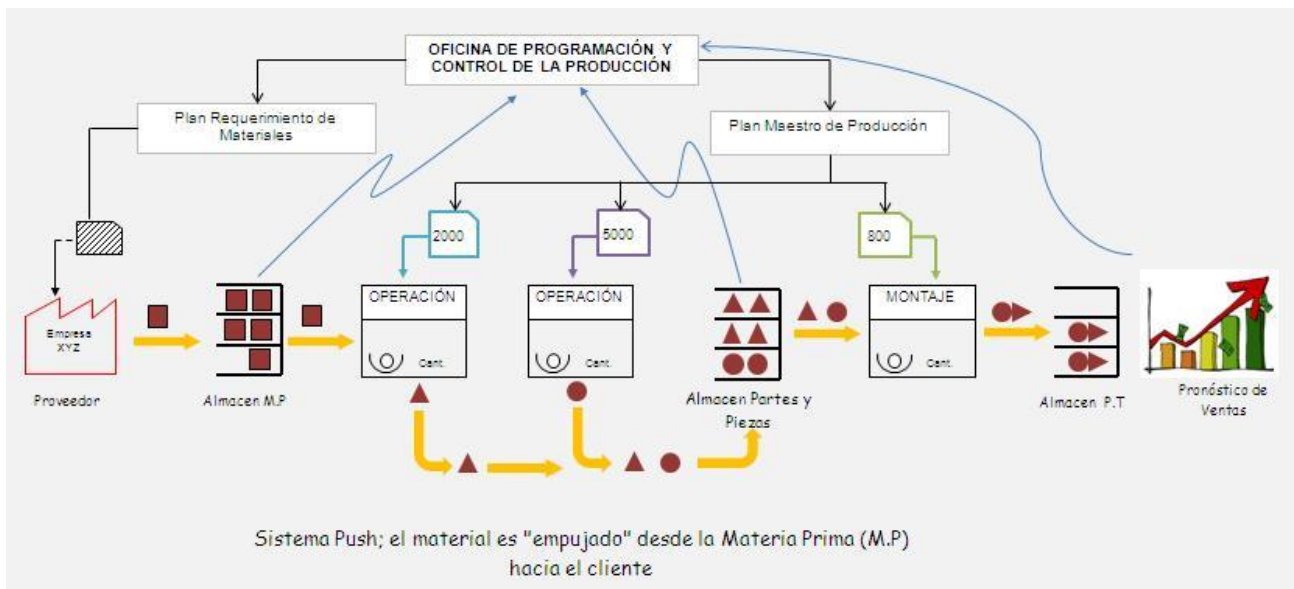 OFICINA DE PROGRAMACIÓN Y
CONTROL DE LA PRODUCCIÓN
Plan Requerimiento de
Materiales
Plan Maestro de Producción
2000
5000
800
OPERACIÓN
OPERACIÓN
MONTAJE
Empresa
XYZ
Cant.
Cant.
Cant.
Proveedor
Almacen M.P
Almacen Partes y
Piezas
Almacen P.T
Pronóstico de
Ventas
Sistema Push; el material es "empujado" desde la Materia Prima (M.P)
hacia el cliente